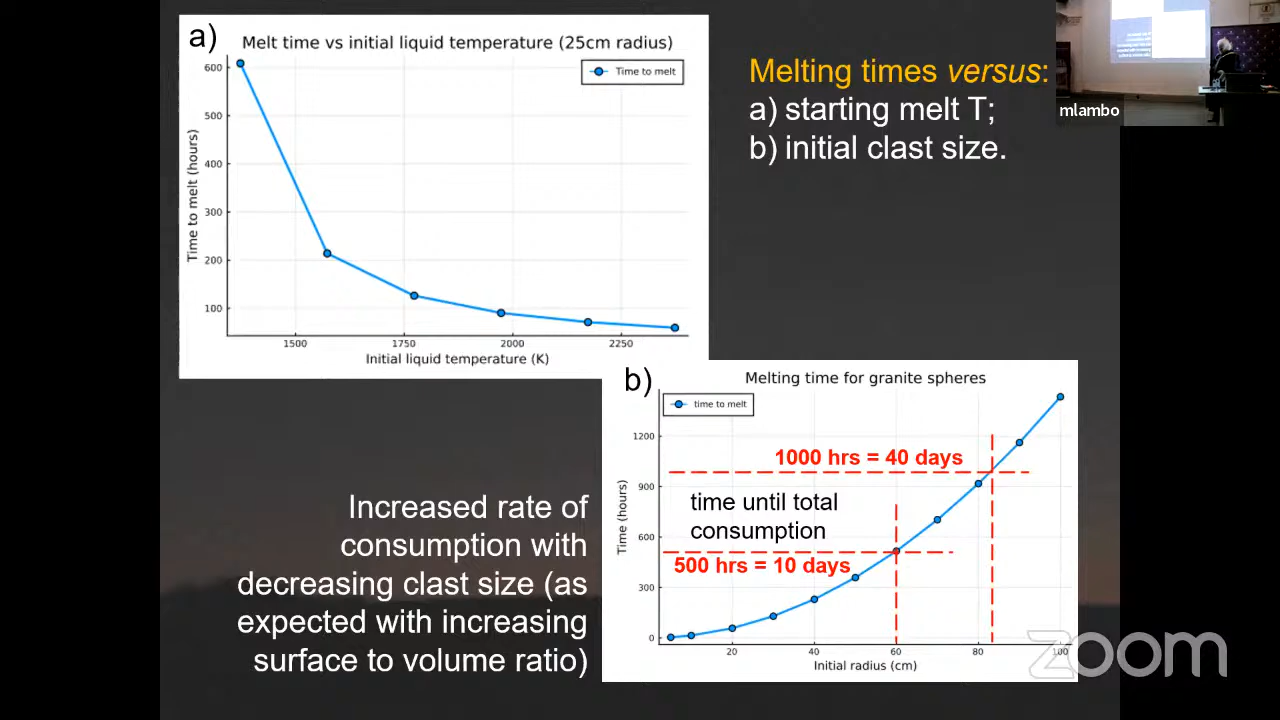 a)
Melt time vs initial liquid temperature (25cm radius)
Time to melt
600
500
400
300
200
100
Time to melt (hours)
1500 1750 2000 2250
Initial liquid temperature (K)
Melting times versus:
a) starting melt T;
b) initial clast size.
mlambo
b)
Melting time for granite spheres
time to melt
1200
900
600
300
0
Time (hours)
1000 hrs = 40 days
time until total
consumption
500 hrs = 10 days
20 40 60 80 100
Initial radius (cm)
Increased rate of
consumption with
decreasing clast size (as
expected with increasing
surface to volume ratio)
zoom